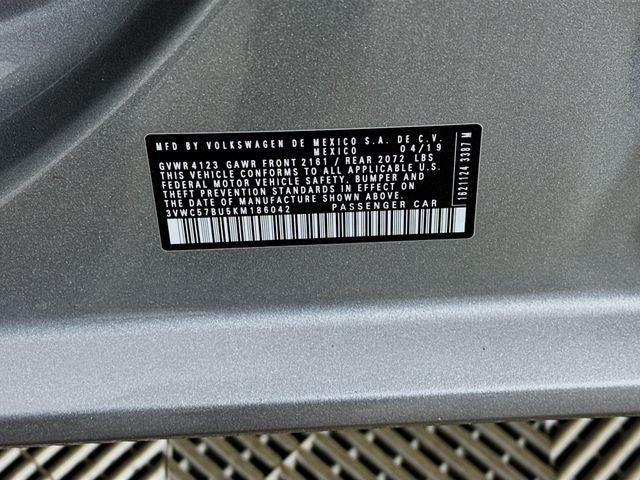 MFD BY VOLKSWAGEN DE MEXICO S.A. DE C.V.
MEXICO 04/19
GVWR 4123 GAWR FRONT 2161 / REAR 2072 LBS
THIS VEHICLE CONFORMS TO ALL APPLICABLE U.S.
FEDERAL MOTOR VEHICLE SAFETY, BUMPER AND
THEFT PREVENTION STANDARDS IN EFFECT ON
THE DATE OF MANUFACTURE SHOWN ABOVE.
3VWC57BU5KM186042 PASSENGER CAR
1621124 3387 M